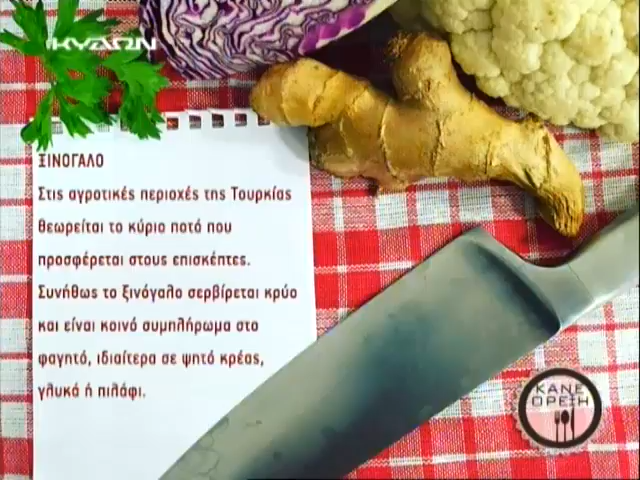 ΚΥΔΩΝ
ΞΙΝΟΓΑΛΟ
Στις αγροτικές περιοχές της Τουρκίας
θεωρείται το κύριο ποτό που
προσφέρεται στους επισκέπτες.
Συνήθως το ξινόγαλο σερβίρεται κρύο
και είναι κοινό συμπλήρωμα στο
φαγητό, ιδιαίτερα σε ψητό κρέας,
γλυκά ή πιλάφι.
ΚΑΝΕ
ΟΡΕΞΗ